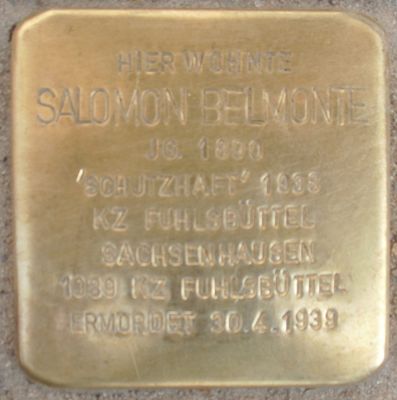 HIER WOHNTE
SALOMON BELMONTE
JG. 1890
'SCHUTZHAFT' 1938
KZ FUHLSBÜTTEL
SACHSENHAUSEN
1939 KZ FUHLSBÜTTEL
ERMORDET 30.4.1939